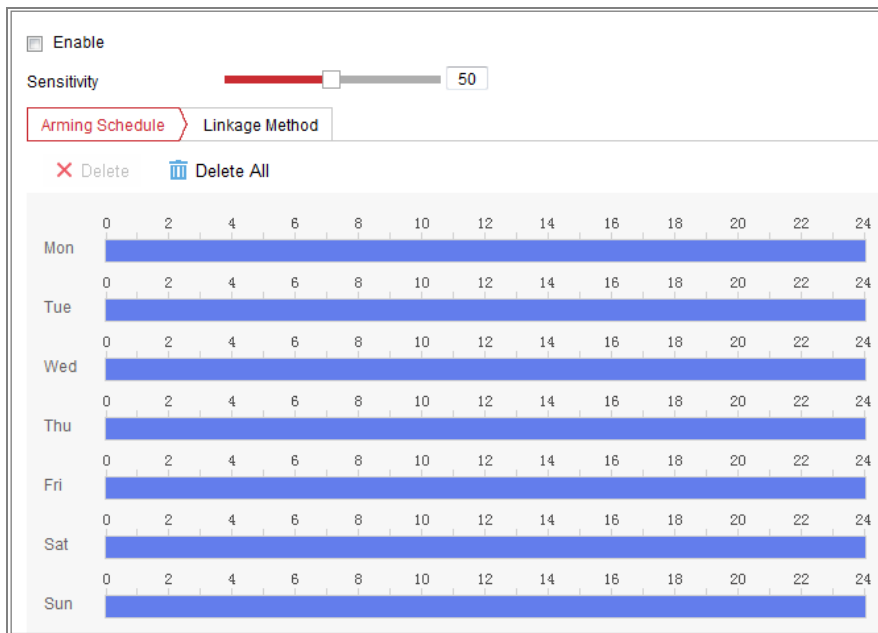 Enable
Sensitivity 50
Arming Schedule Linkage Method
Delete Delete All
0 2 4 6 8 10 12 14 16 18 20 22 24
Mon
0 2 4 6 8 10 12 14 16 18 20 22 24
Tue
0 2 4 6 8 10 12 14 16 18 20 22 24
Wed
0 2 4 6 8 10 12 14 16 18 20 22 24
Thu
0 2 4 6 8 10 12 14 16 18 20 22 24
Fri
0 2 4 6 8 10 12 14 16 18 20 22 24
Sat
0 2 4 6 8 10 12 14 16 18 20 22 24
Sun